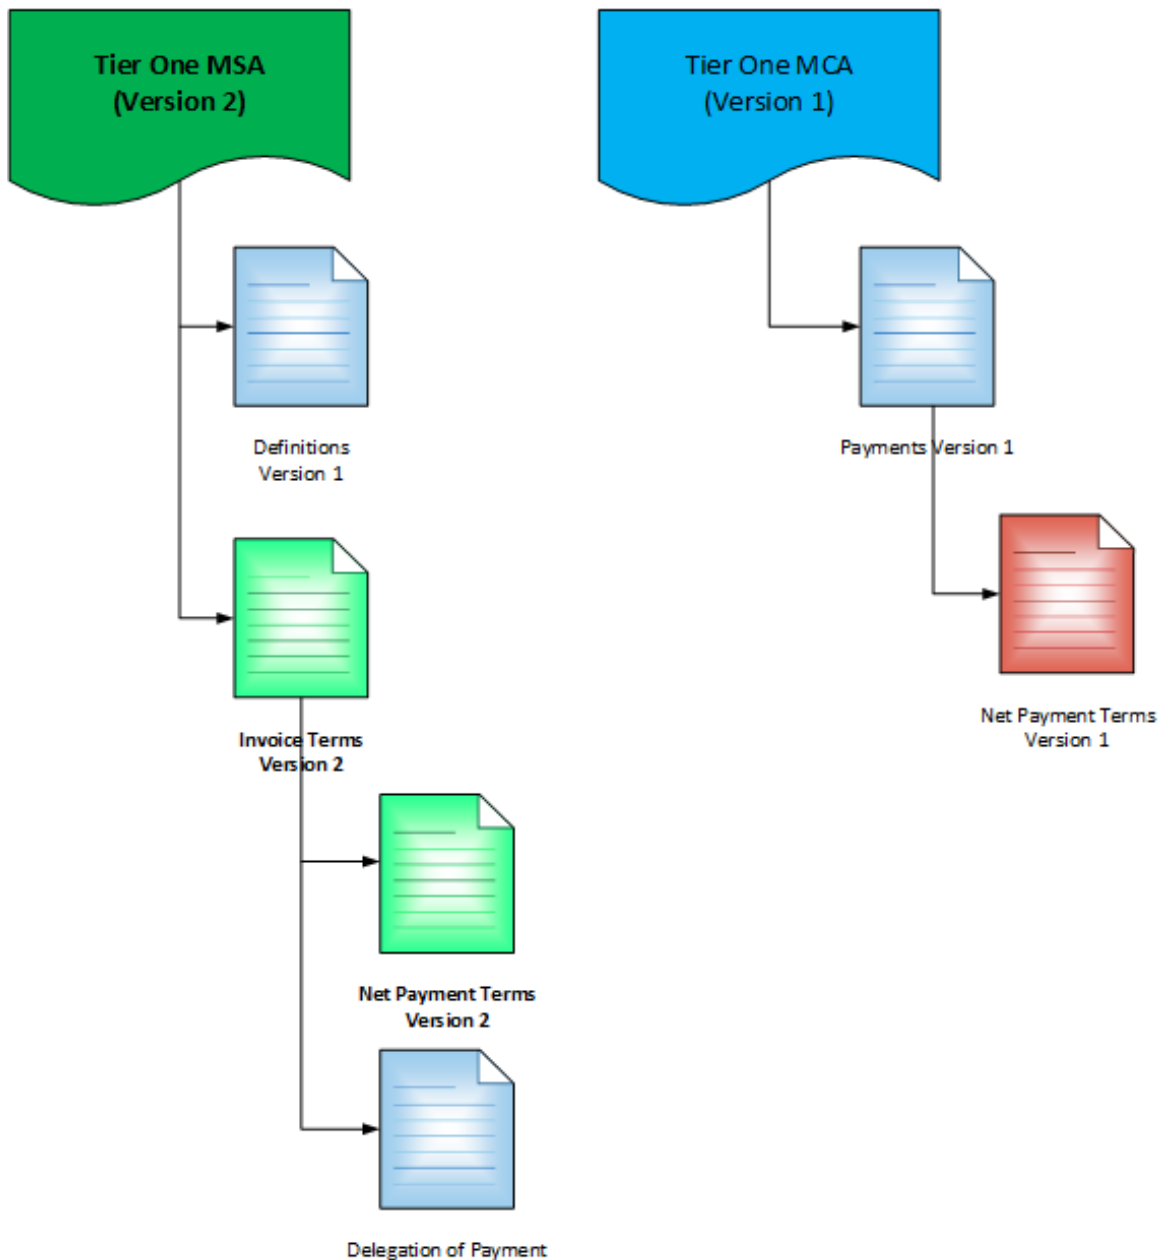 Tier One MSA
(Version 2)
Tier One MCA
(Version 1)
Definitions
Version 1
Payments Version 1
Invoice Terms
Version 2
Net Payment Terms
Version 1
Net Payment Terms
Version 2
Delegation of Payment